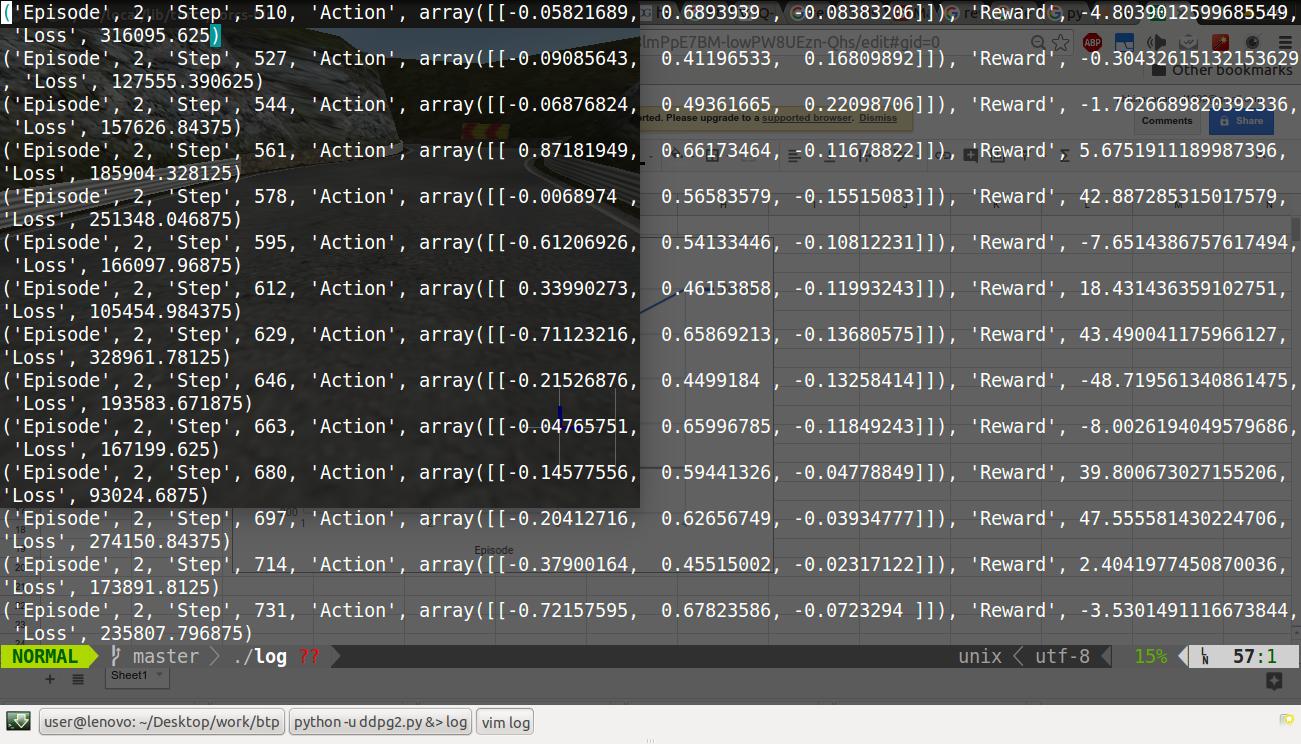 ('Episode', 2, 'Step', 510, 'Action', array([[-0.05821689,  0.6893939 , -0.08383206]]), 'Reward', -4.8039012599685549,
 'Loss', 316095.625)
('Episode', 2, 'Step', 527, 'Action', array([[-0.09085643,  0.41196533,  0.16809892]]), 'Reward', -0.30432615132153629
, 'Loss', 127555.390625)
('Episode', 2, 'Step', 544, 'Action', array([[-0.06876824,  0.49361665,  0.22098706]]), 'Reward', -1.7626689820392336,
 'Loss', 157626.84375)
('Episode', 2, 'Step', 561, 'Action', array([[ 0.87181949,  0.66173464, -0.11678822]]), 'Reward', 5.6751911189987396,
 'Loss', 185904.328125)
('Episode', 2, 'Step', 578, 'Action', array([[-0.0068974 ,  0.56583579, -0.15515083]]), 'Reward', 42.887285315017579,
'Loss', 251348.046875)
('Episode', 2, 'Step', 595, 'Action', array([[-0.61206926,  0.54133446, -0.10812231]]), 'Reward', -7.6514386757617494,
 'Loss', 166097.96875)
('Episode', 2, 'Step', 612, 'Action', array([[ 0.33990273,  0.46153858, -0.11993243]]), 'Reward', 18.431436359102751,
'Loss', 105454.984375)
('Episode', 2, 'Step', 629, 'Action', array([[-0.71123216,  0.65869213, -0.13680575]]), 'Reward', 43.490041175966127,
'Loss', 328961.78125)
('Episode', 2, 'Step', 646, 'Action', array([[-0.21526876,  0.4499184 , -0.13258414]]), 'Reward', -48.719561340861475,
 'Loss', 193583.671875)
('Episode', 2, 'Step', 663, 'Action', array([[-0.04765751,  0.65996785, -0.11849243]]), 'Reward', -8.0026194049579686,
 'Loss', 167199.625)
('Episode', 2, 'Step', 680, 'Action', array([[-0.14577556,  0.59441326, -0.04778849]]), 'Reward', 39.800673027155206,
'Loss', 93024.6875)
('Episode', 2, 'Step', 697, 'Action', array([[-0.20412716,  0.62656749, -0.03934777]]), 'Reward', 47.555581430224706,
'Loss', 274150.84375)
('Episode', 2, 'Step', 714, 'Action', array([[-0.37900164,  0.45515002, -0.02317122]]), 'Reward', 2.4041977450870036,
'Loss', 173891.8125)
('Episode', 2, 'Step', 731, 'Action', array([[-0.72157595,  0.67823586, -0.0723294 ]]), 'Reward', -3.5301491116673844,
 'Loss', 235807.796875)
NORMAL master ./log ?? unix utf-8 15% LN 57:1
Other bookmarks
ABP
Please upgrade to a supported browser. Dismiss
Comments Share
Episode
Sheet1
user@lenovo: ~/Desktop/work/btp python -u ddpg2.py &> log vim log